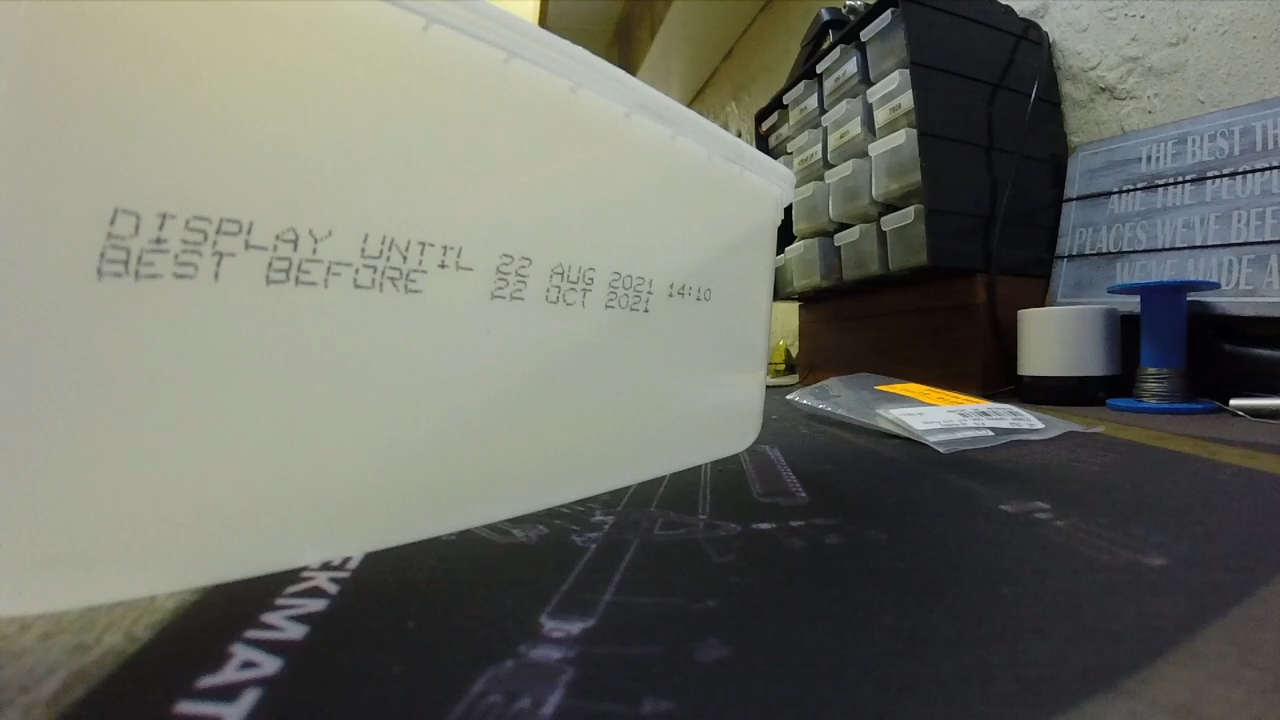 DISPLAY UNTIL 22 AUG 2021 14:10
BEST BEFORE 22 OCT 2021
THE BEST TH
ARE THE PEOPL
PLACES WE'VE BEE
WE'VE MADE A
EKMAT